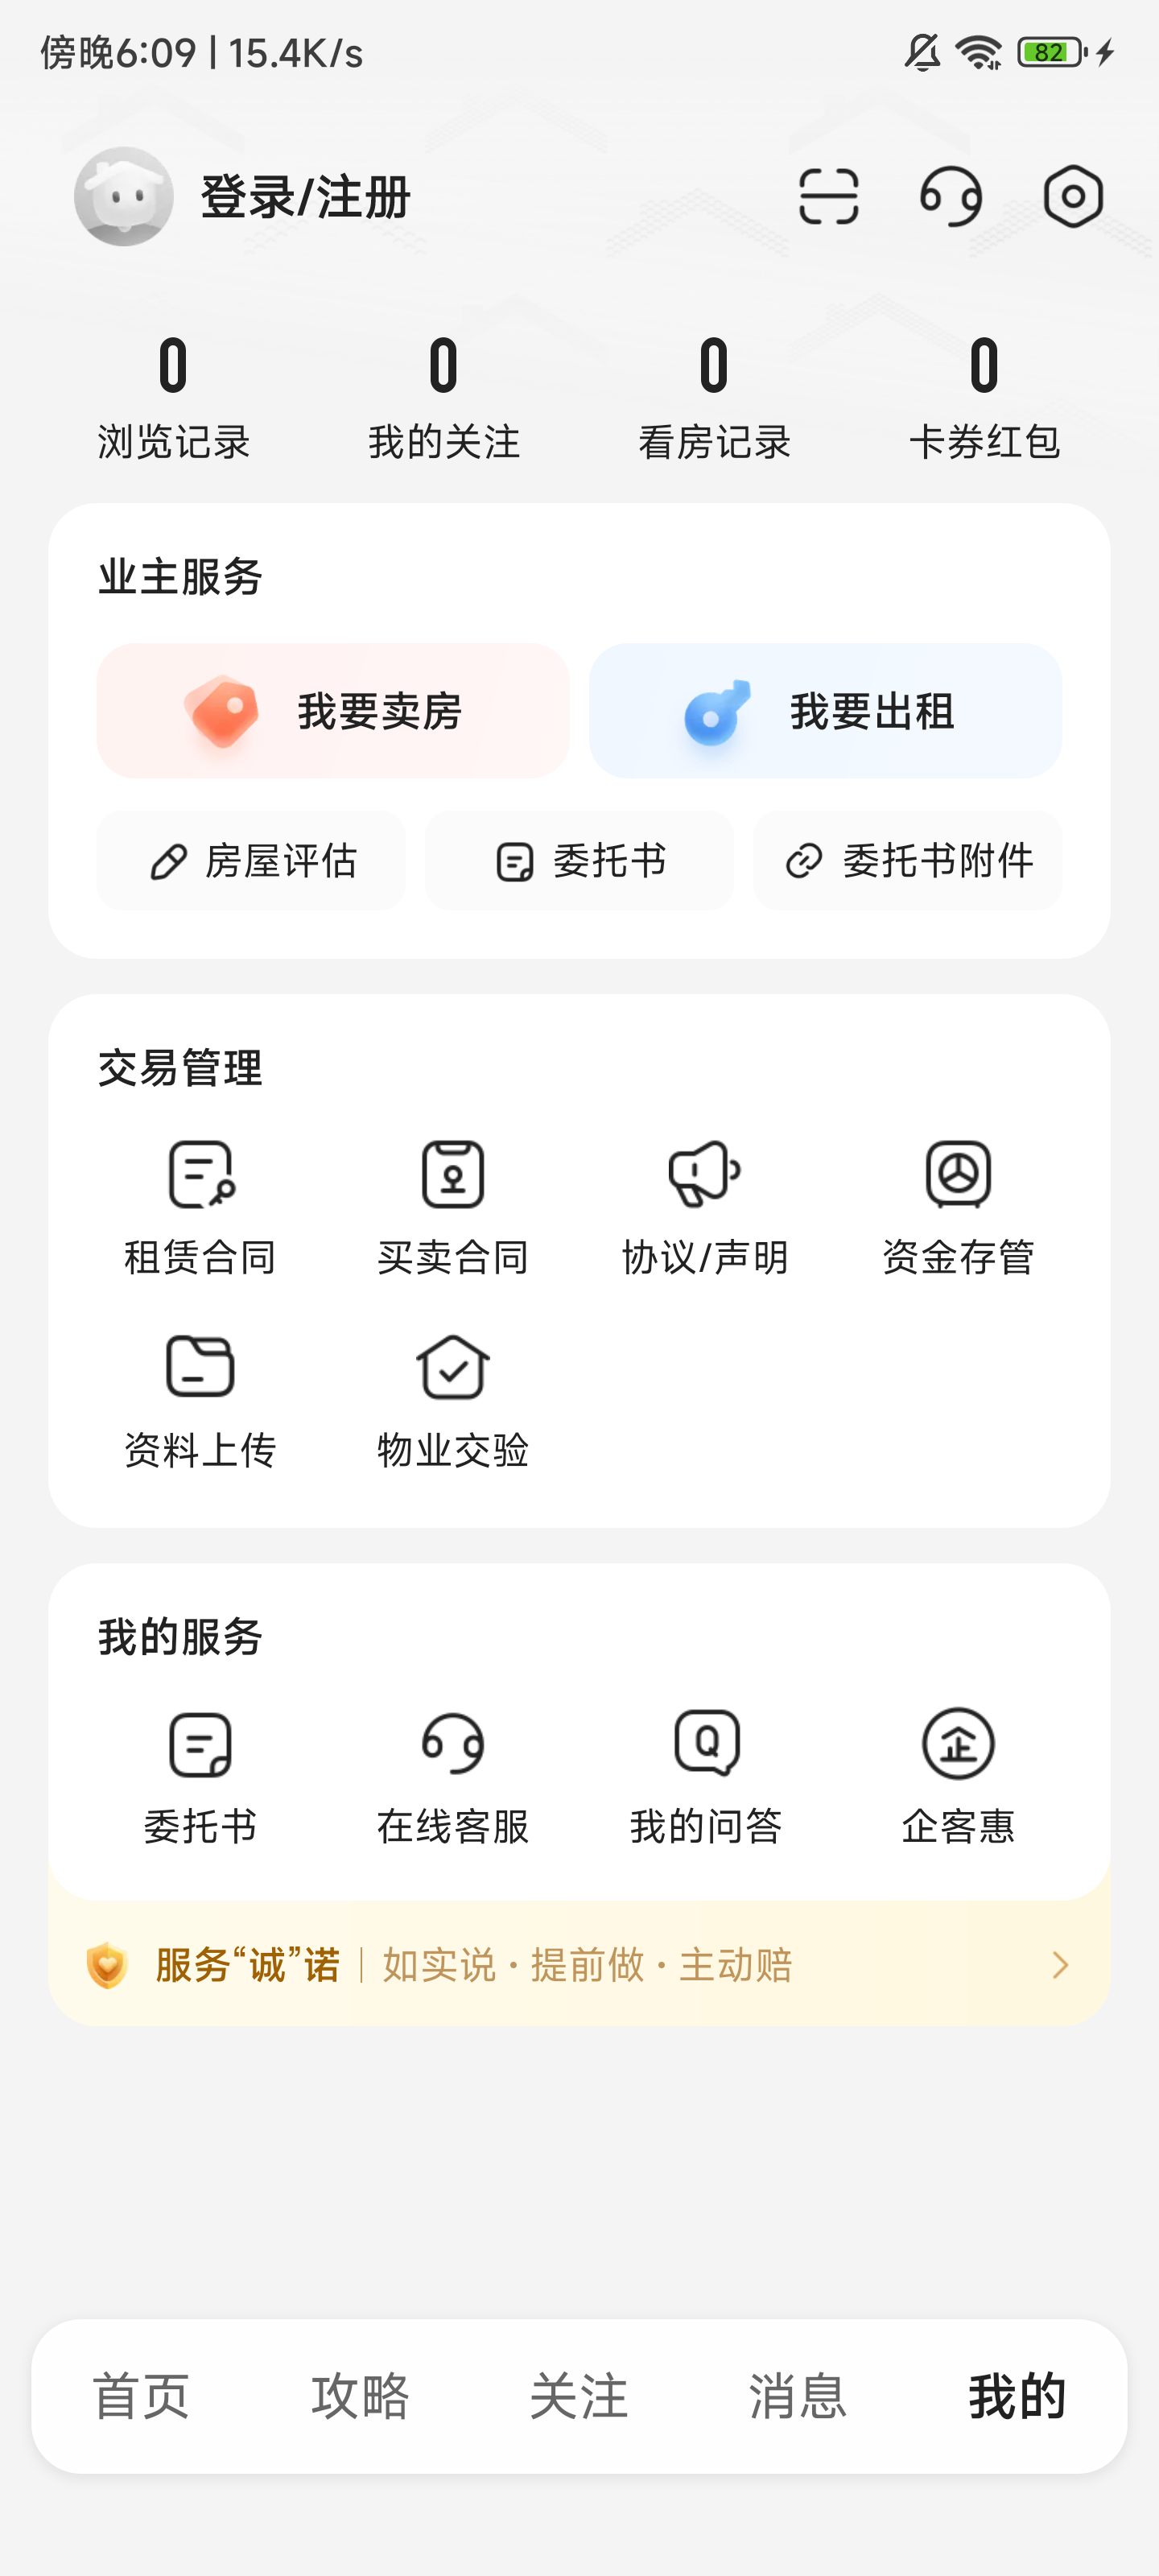 傍晚6:09 | 15.4K/s
82
登录/注册
0 0 0 0
浏览记录 我的关注 看房记录 卡券红包
业主服务
我要卖房 我要出租
房屋评估 委托书 委托书附件
交易管理
租赁合同 买卖合同 协议/声明 资金存管
资料上传 物业交验
我的服务
Q 企
委托书 在线客服 我的问答 企客惠
服务“诚”诺 | 如实说·提前做·主动赔
首页 攻略 关注 消息 我的